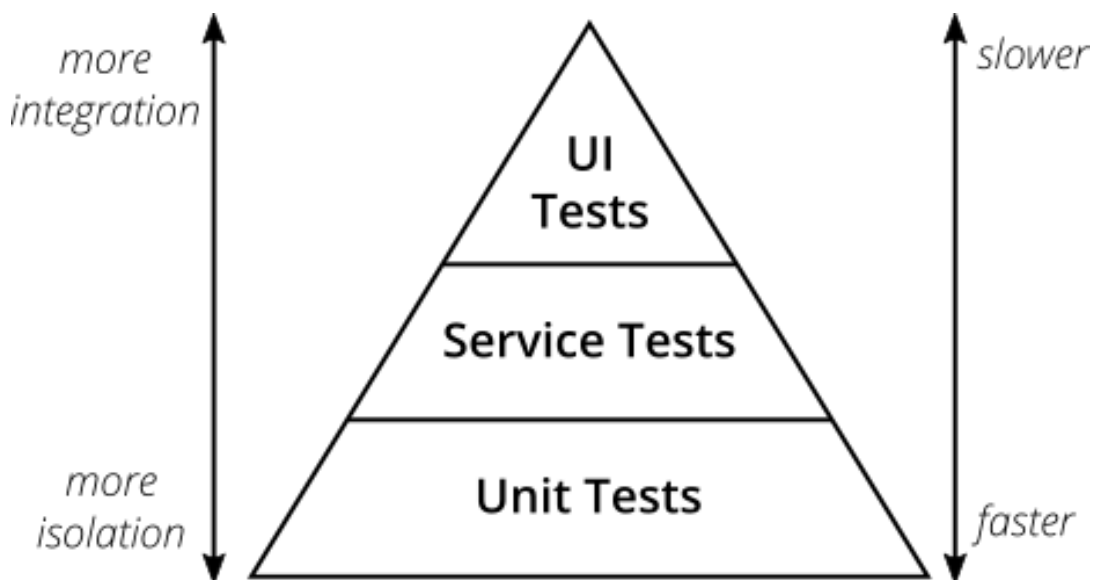 more
integration
slower
UI
Tests
Service Tests
Unit Tests
more
isolation
faster